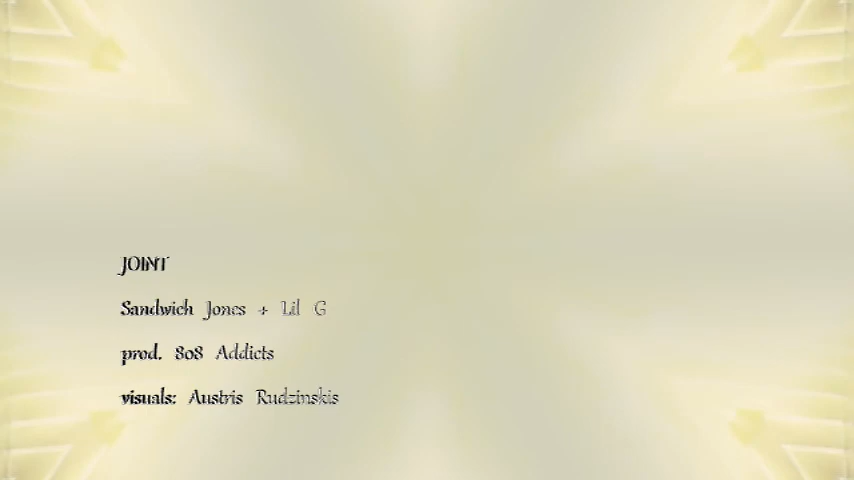 JOINT
Sandwich Jones + Lil G
prod. 808 Addicts
visuals: Austris Rudzinskis